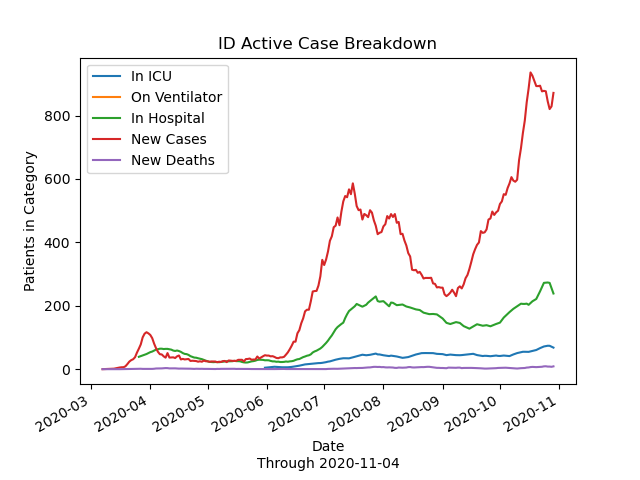 ID Active Case Breakdown
In ICU
On Ventilator
In Hospital
New Cases
New Deaths
Patients in Category
800
600
400
200
0
2020-03
2020-04
2020-05
2020-06
2020-07
2020-08
2020-09
2020-10
2020-11
Date
Through 2020-11-04